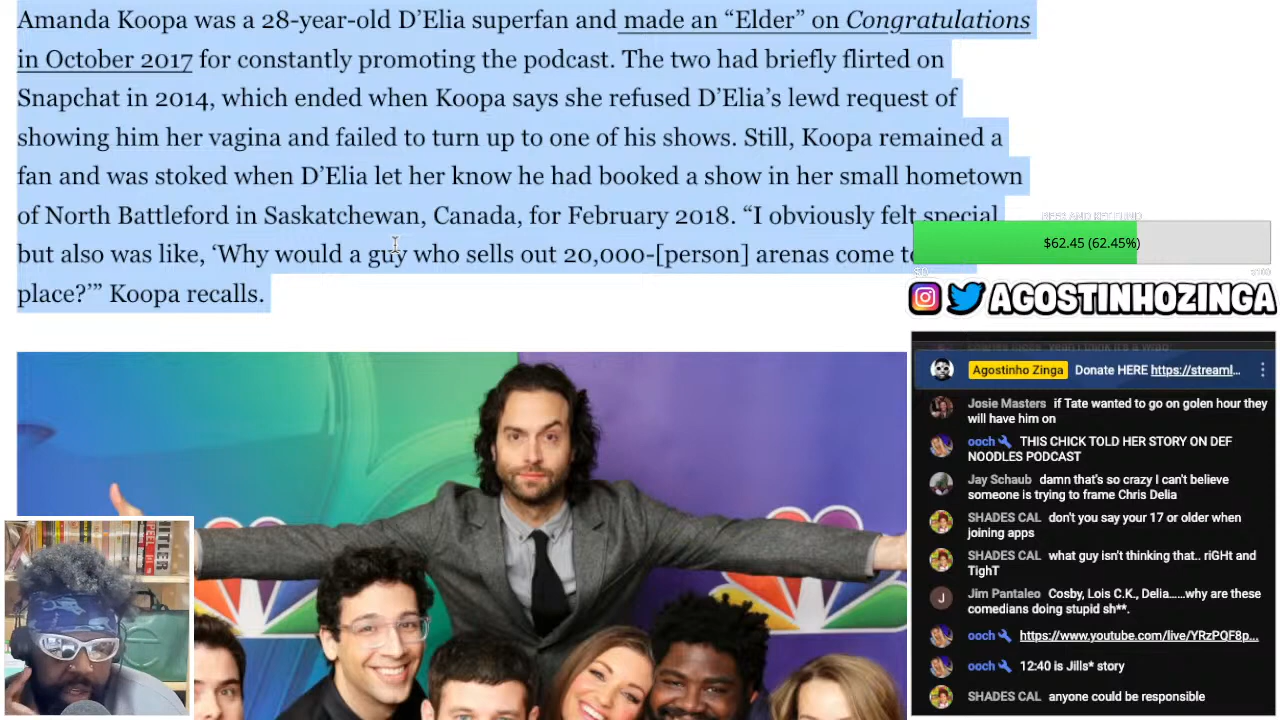 Amanda Koopa was a 28-year-old D’Elia superfan and made an “Elder” on Congratulations
in October 2017 for constantly promoting the podcast. The two had briefly flirted on
Snapchat in 2014, which ended when Koopa says she refused D’Elia’s lewd request of
showing him her vagina and failed to turn up to one of his shows. Still, Koopa remained a
fan and was stoked when D’Elia let her know he had booked a show in her small hometown
of North Battleford in Saskatchewan, Canada, for February 2018. “I obviously felt special
but also was like, ‘Why would a guy who sells out 20,000-[person] arenas come
place?’” Koopa recalls.
$62.45 (62.45%)
$0
AGOSTINHOZINGA
Agostinho Zinga Donate HERE https://streaml...
Josie Masters if Tate wanted to go on golen hour they
will have him on
ooch THIS CHICK TOLD HER STORY ON DEF
NOODLES PODCAST
Jay Schaub damn that's so crazy I can't believe
someone is trying to frame Chris Delia
SHADES CAL don't you say your 17 or older when
joining apps
SHADES CAL what guy isn't thinking that.. riGHt and
TighT
J
Jim Pantaleo Cosby, Lois C.K., Delia......why are these
comedians doing stupid sh**.
ooch https://www.youtube.com/live/YRzPQF8p...
ooch 12:40 is Jills* story
SHADES CAL anyone could be responsible
HITLER